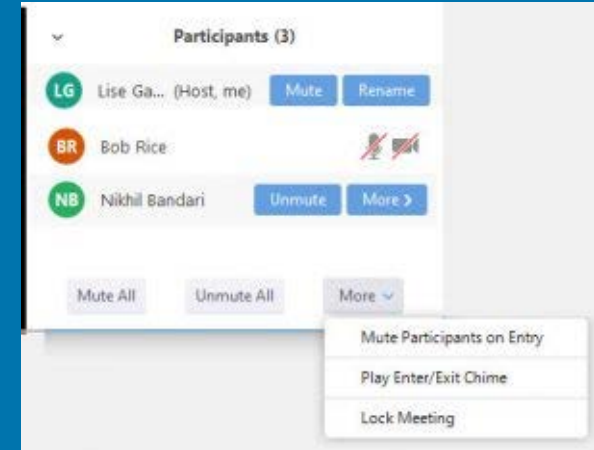 Participants (3)
LG Lise Ga... (Host, me) Mute Rename
BR Bob Rice
NB Nikhil Bandari Unmute More >
Mute All Unmute All More
Mute Participants on Entry
Play Enter/Exit Chime
Lock Meeting